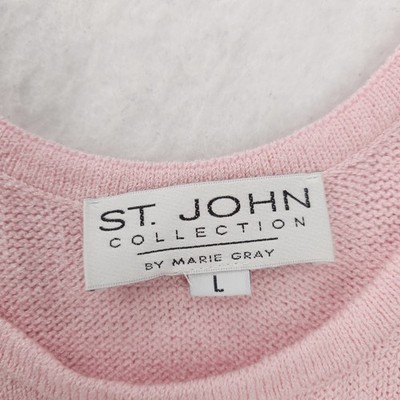 ST. JOHN
COLLECTION
BY MARIE GRAY
L